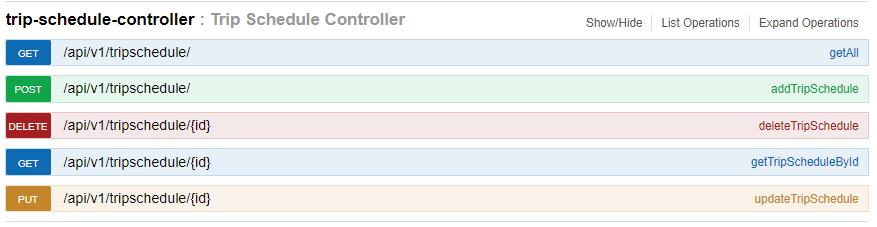 trip-schedule-controller : Trip Schedule Controller Show/Hide List Operations Expand Operations
GET /api/v1/tripschedule/ getAll
POST /api/v1/tripschedule/ addTripSchedule
DELETE /api/v1/tripschedule/{id} deleteTripSchedule
GET /api/v1/tripschedule/{id} getTripScheduleById
PUT /api/v1/tripschedule/{id} updateTripSchedule